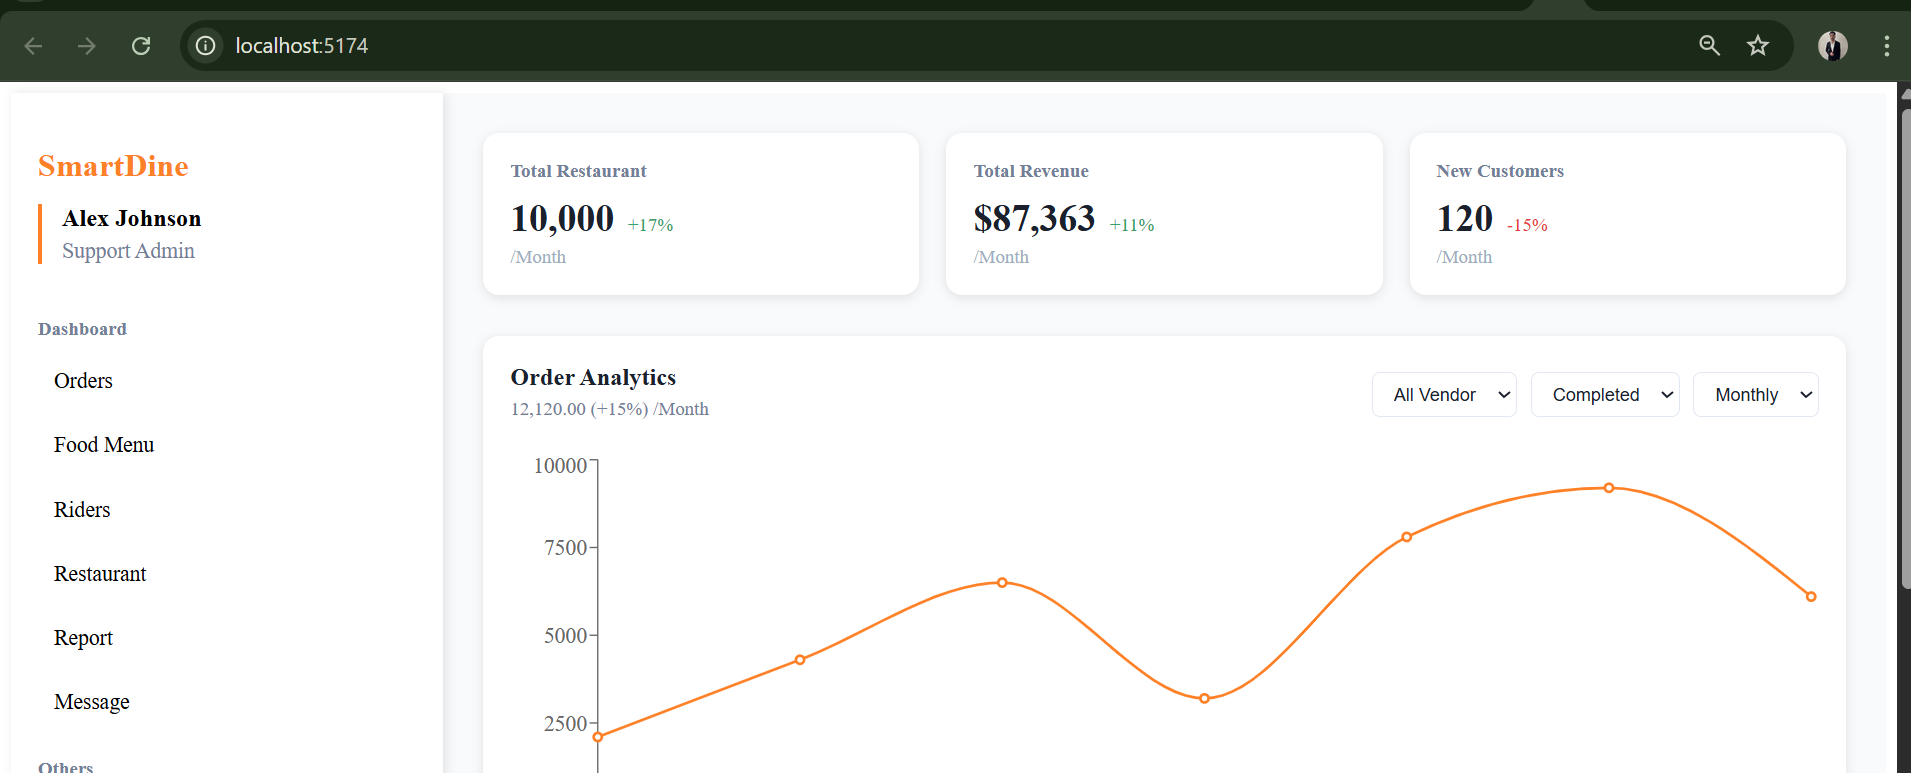 localhost:5174
SmartDine
Alex Johnson
Support Admin
Dashboard
Orders
Food Menu
Riders
Restaurant
Report
Message
Others
Total Restaurant
10,000 +17%
/Month
Total Revenue
$87,363 +11%
/Month
New Customers
120 -15%
/Month
Order Analytics
12,120.00 (+15%) /Month
All Vendor
Completed
Monthly
10000
7500
5000
2500